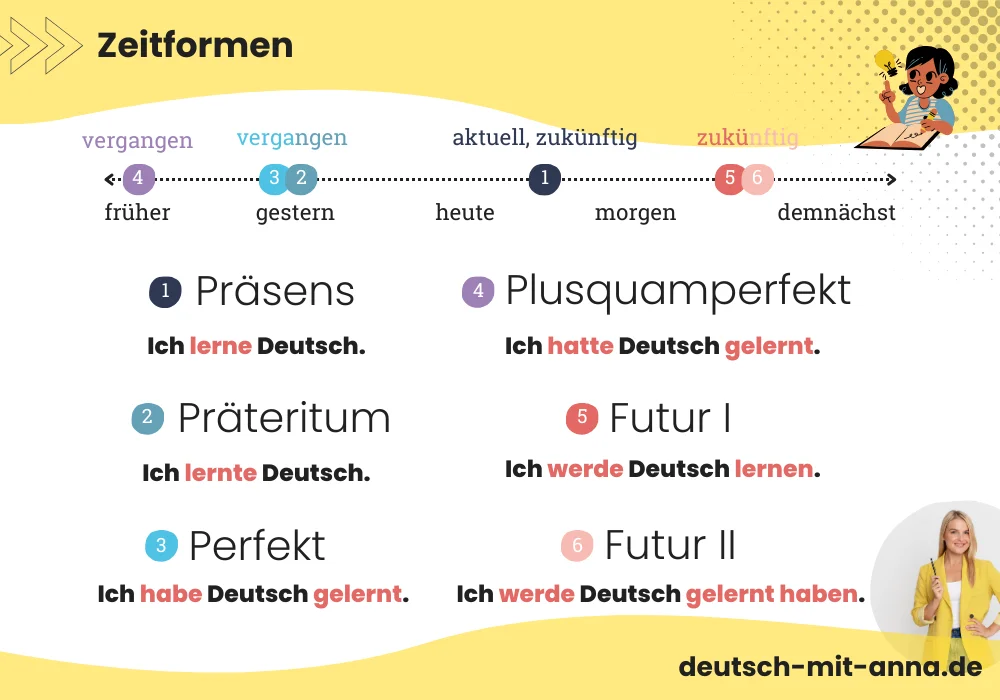 Zeitformen
vergangen vergangen aktuell, zukünftig zukünftig
4 3 2 1 5 6
früher gestern heute morgen demnächst
1 Präsens
Ich lerne Deutsch.
2 Präteritum
Ich lernte Deutsch.
3 Perfekt
Ich habe Deutsch gelernt.
4 Plusquamperfekt
Ich hatte Deutsch gelernt.
5 Futur I
Ich werde Deutsch lernen.
6 Futur II
Ich werde Deutsch gelernt haben.
deutsch-mit-anna.de